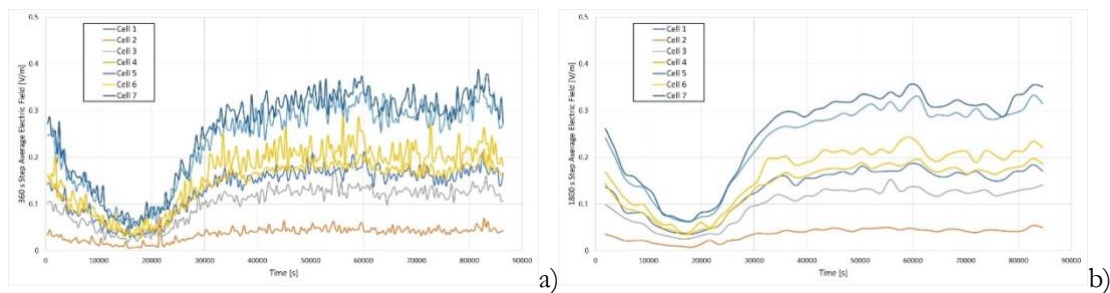 0.5
0.4
0.3
0.2
0.1
0
360 s Step Average Electric Field [V/m]
Cell 1
Cell 2
Cell 3
Cell 4
Cell 5
Cell 6
Cell 7
0 10000 20000 30000 40000 50000 60000 70000 80000 90000
Time [s]
a)
0.5
0.4
0.3
0.2
0.1
0
1800 s Step Average Electric Field [V/m]
Cell 1
Cell 2
Cell 3
Cell 4
Cell 5
Cell 6
Cell 7
0 10000 20000 30000 40000 50000 60000 70000 80000 90000
Time [s]
b)